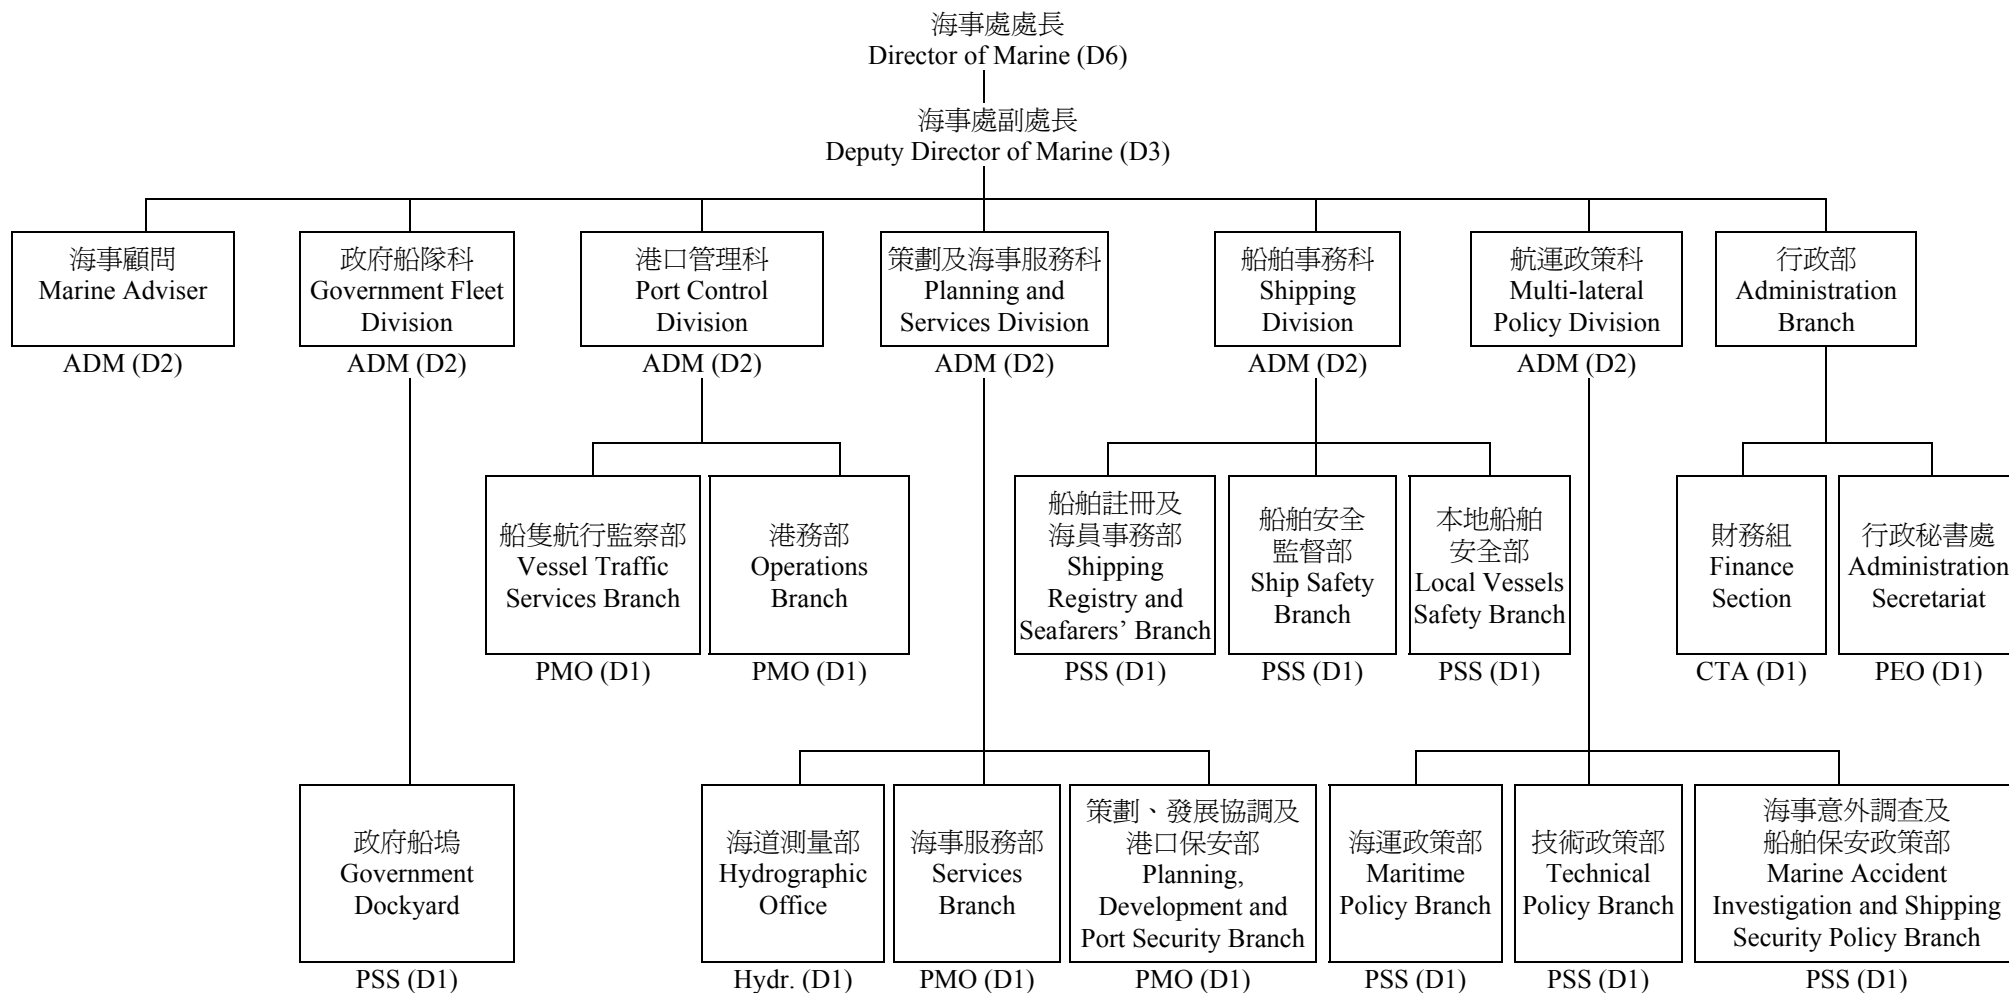 海事處處長
Director of Marine (D6)
海事處副處長
Deputy Director of Marine (D3)
海事顧問
Marine Adviser
ADM (D2)
政府船隊科
Government Fleet
Division
ADM (D2)
港口管理科
Port Control
Division
ADM (D2)
策劃及海事服務科
Planning and
Services Division
ADM (D2)
船舶事務科
Shipping
Division
ADM (D2)
航運政策科
Multi-lateral
Policy Division
ADM (D2)
行政部
Administration
Branch
船隻航行監察部
Vessel Traffic
Services Branch
PMO (D1)
港務部
Operations
Branch
PMO (D1)
船舶註冊及
海員事務部
Shipping
Registry and
Seafarers’ Branch
PSS (D1)
船舶安全
監督部
Ship Safety
Branch
PSS (D1)
本地船舶
安全部
Local Vessels
Safety Branch
PSS (D1)
財務組
Finance
Section
CTA (D1)
行政秘書處
Administration
Secretariat
PEO (D1)
政府船塢
Government
Dockyard
PSS (D1)
海道測量部
Hydrographic
Office
Hydr. (D1)
海事服務部
Services
Branch
PMO (D1)
策劃、發展協調及
港口保安部
Planning,
Development and
Port Security Branch
PMO (D1)
海運政策部
Maritime
Policy Branch
PSS (D1)
技術政策部
Technical
Policy Branch
PSS (D1)
海事意外調查及
船舶保安政策部
Marine Accident
Investigation and Shipping
Security Policy Branch
PSS (D1)